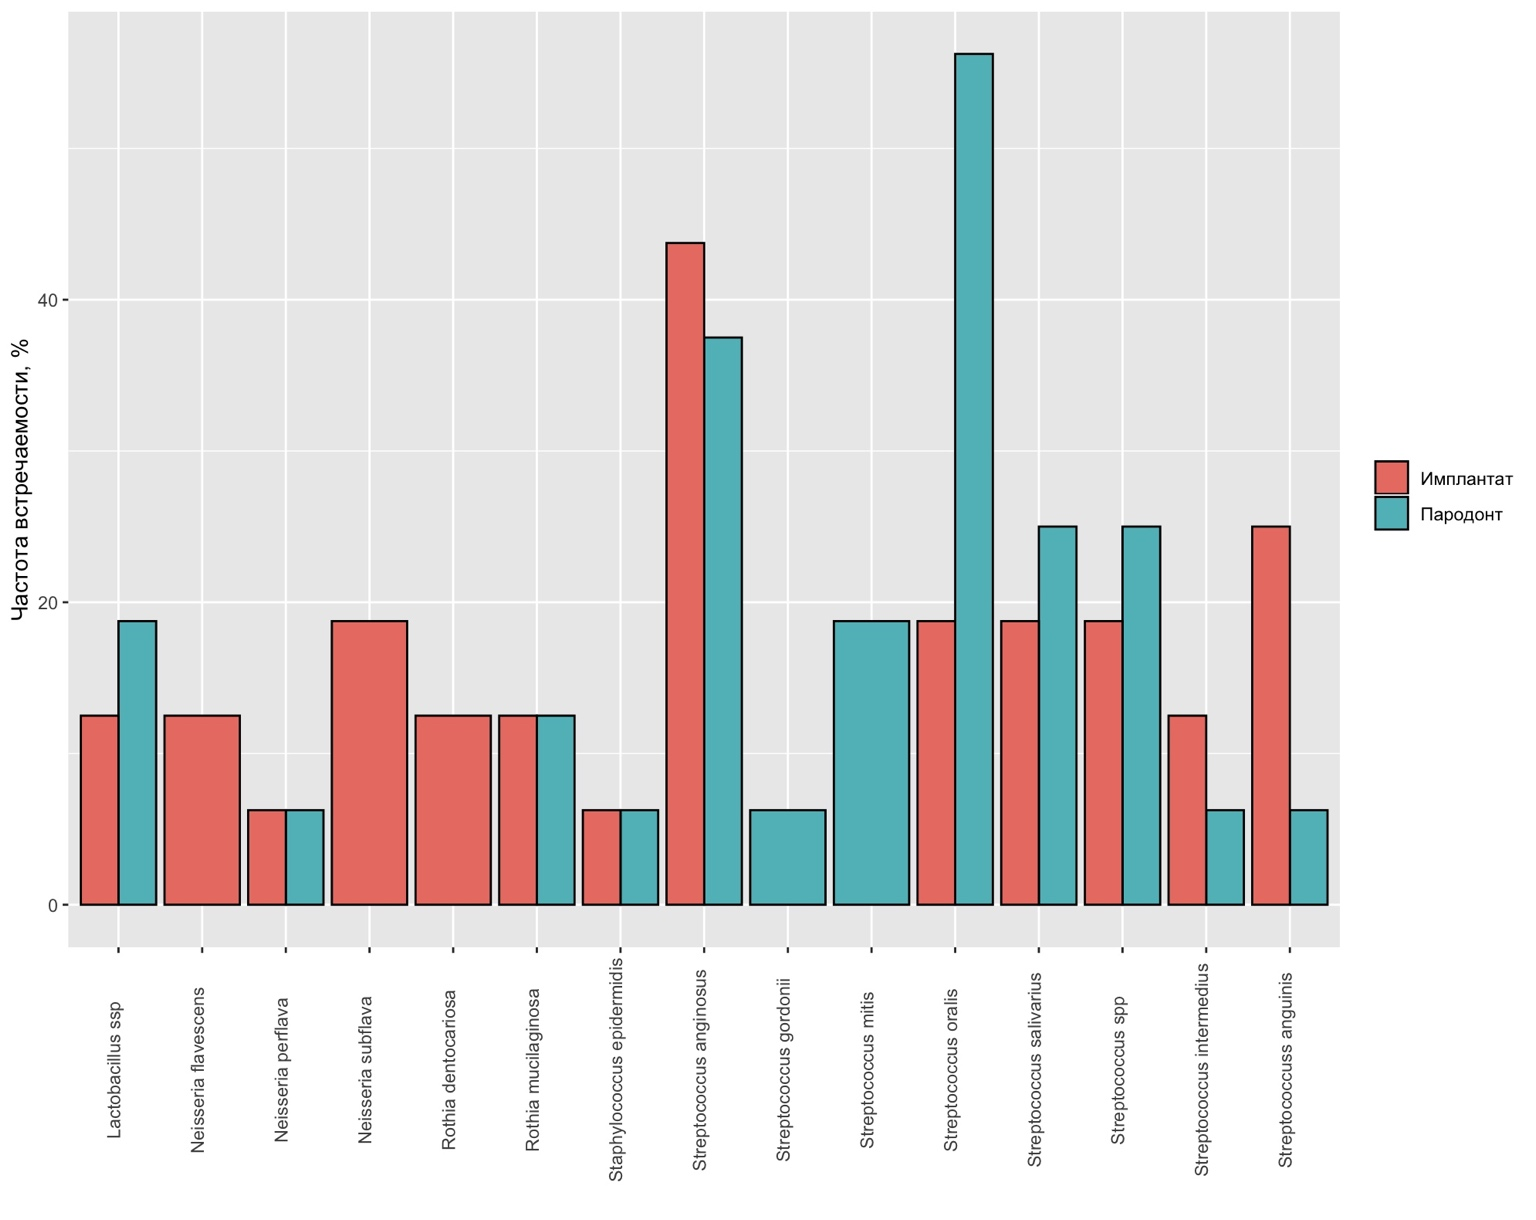 Частота встречаемости, %
40
20
0
Lactobacillus ssp
Neisseria flavescens
Neisseria perflava
Neisseria subflava
Rothia dentocariosa
Rothia mucilaginosa
Staphylococcus epidermidis
Streptococcus anginosus
Streptococcus gordonii
Streptococcus mitis
Streptococcus oralis
Streptococcus salivarius
Streptococcus spp
Streptococcus intermedius
Streptococcuss anguinis
Имплантат
Пародонт